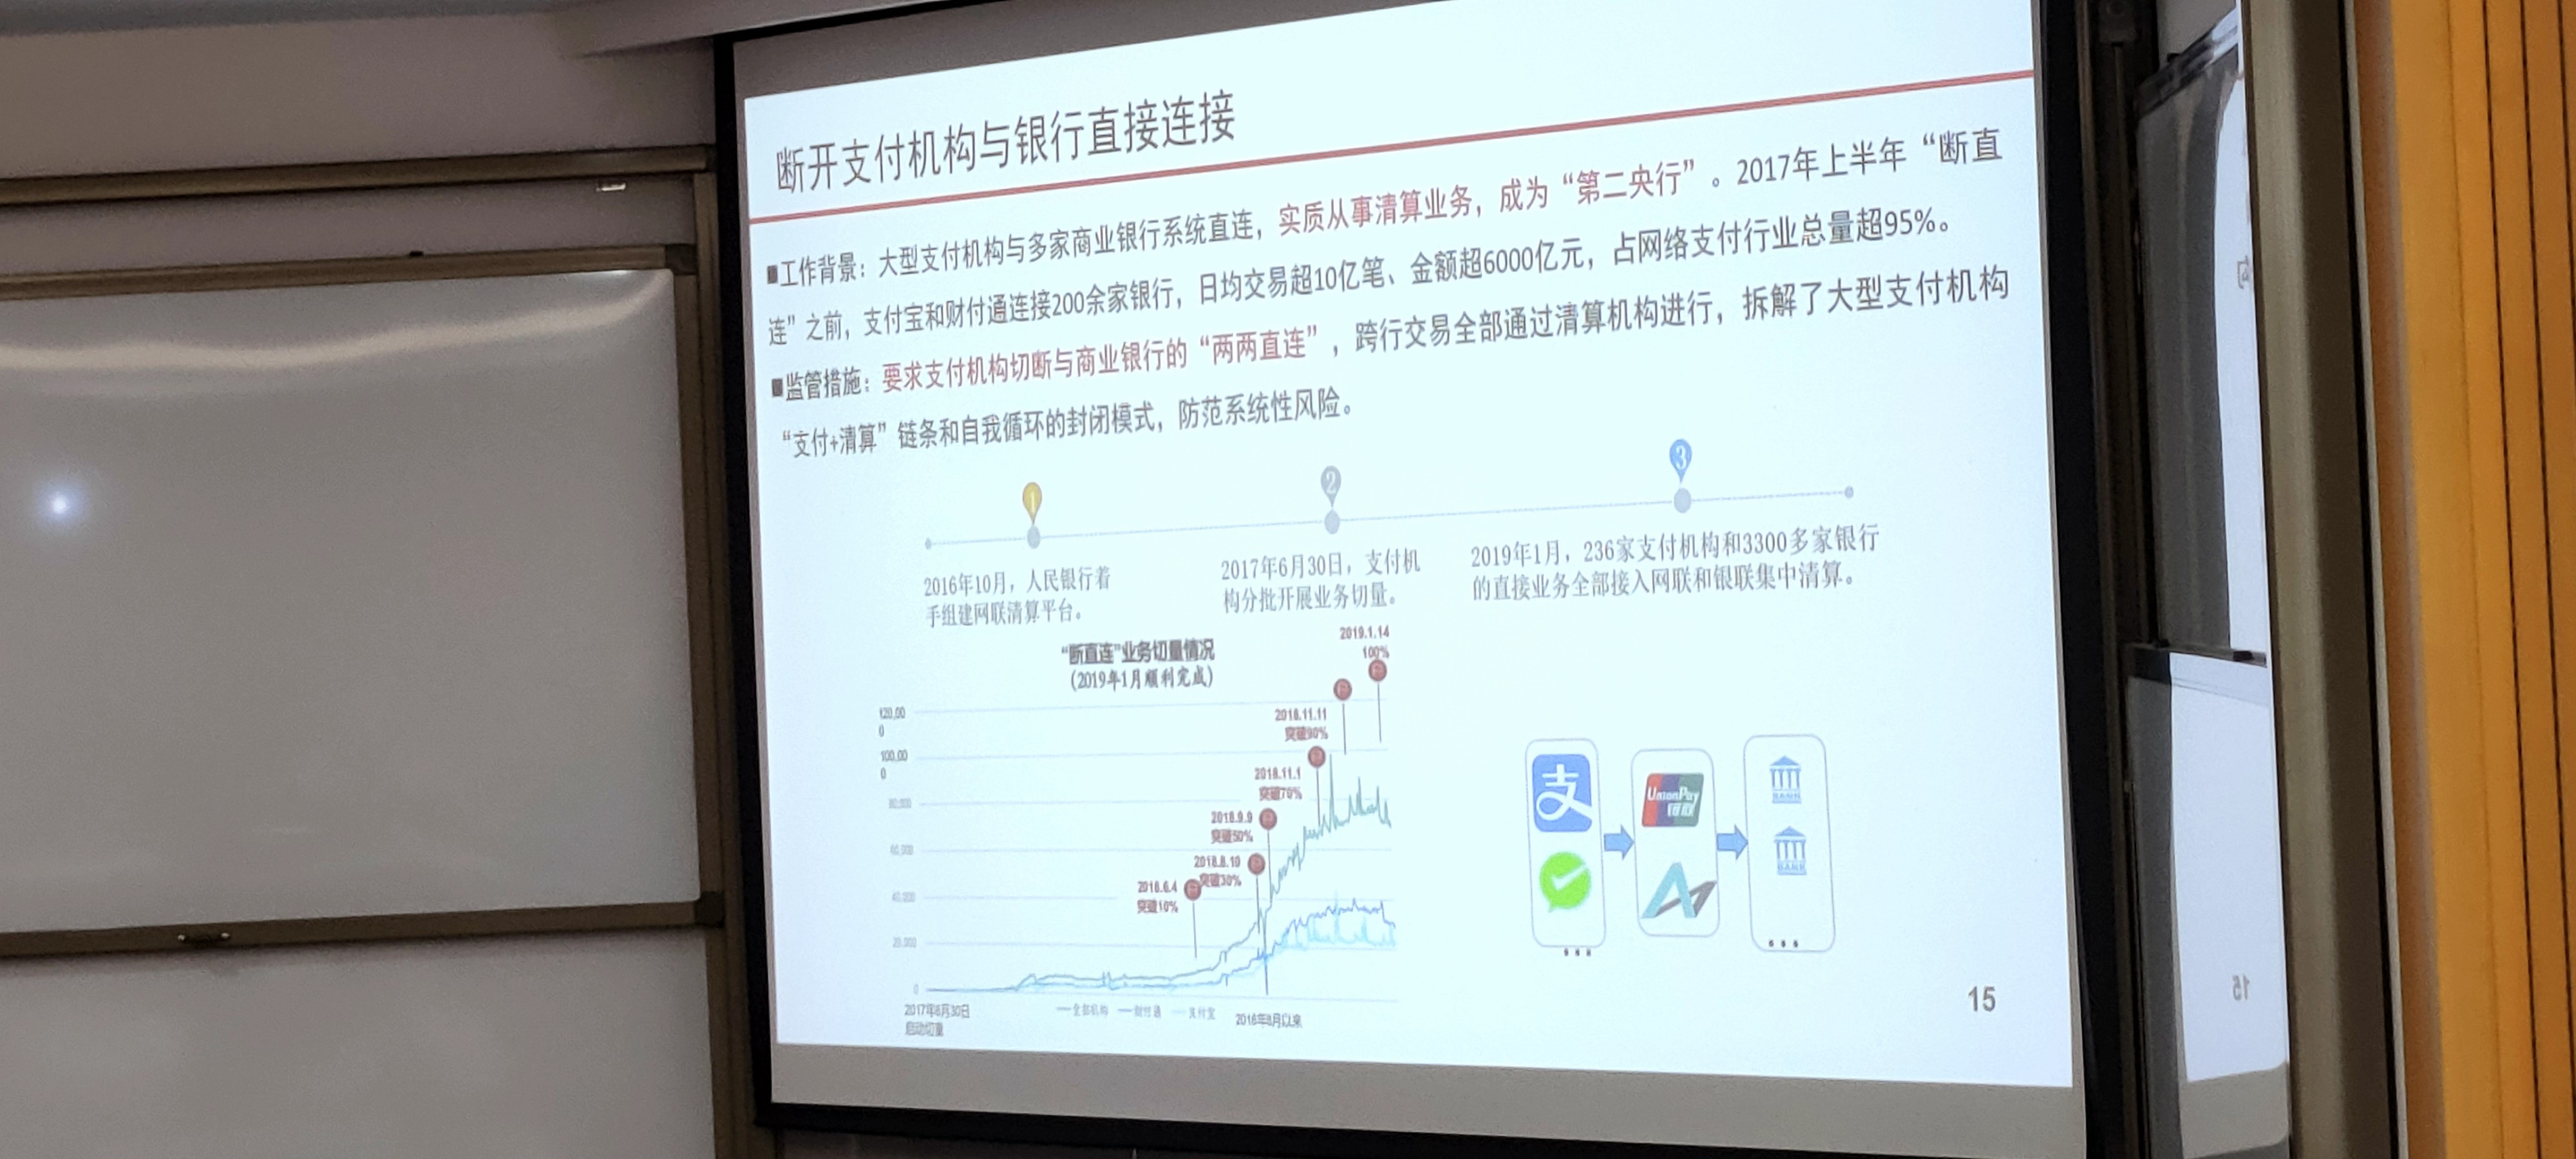 断开支付机构与银行直接连接
■工作背景：大型支付机构与多家商业银行系统直连，实质从事清算业务，成为“第二央行”。2017年上半年“断直
连”之前，支付宝和财付通连接200余家银行，日均交易超10亿笔、金额超6000亿元，占网络支付行业总量超95%。
■监管措施：要求支付机构切断与商业银行的“两两直连”，跨行交易全部通过清算机构进行，拆解了大型支付机构
“支付+清算”链条和自我循环的封闭模式，防范系统性风险。
1
2
3
2016年10月，人民银行着
手组建网联清算平台。
2017年6月30日，支付机
构分批开展业务切量。
2019年1月，236家支付机构和3300多家银行
的直接业务全部接入网联和银联集中清算。
“断直连”业务切量情况
(2019年1月顺利完成)
2019.1.14
100%
2018.11.11
突破90%
2018.11.1
突破70%
2018.9.9
突破50%
2018.8.10
突破30%
2018.6.4
突破10%
120,00
0
100,00
0
80,000
60,000
40,000
20,000
0
2017年6月30日
启动切量
全部机构
财付通
支付宝
支
UnionPay
银联
BANK
BANK
15